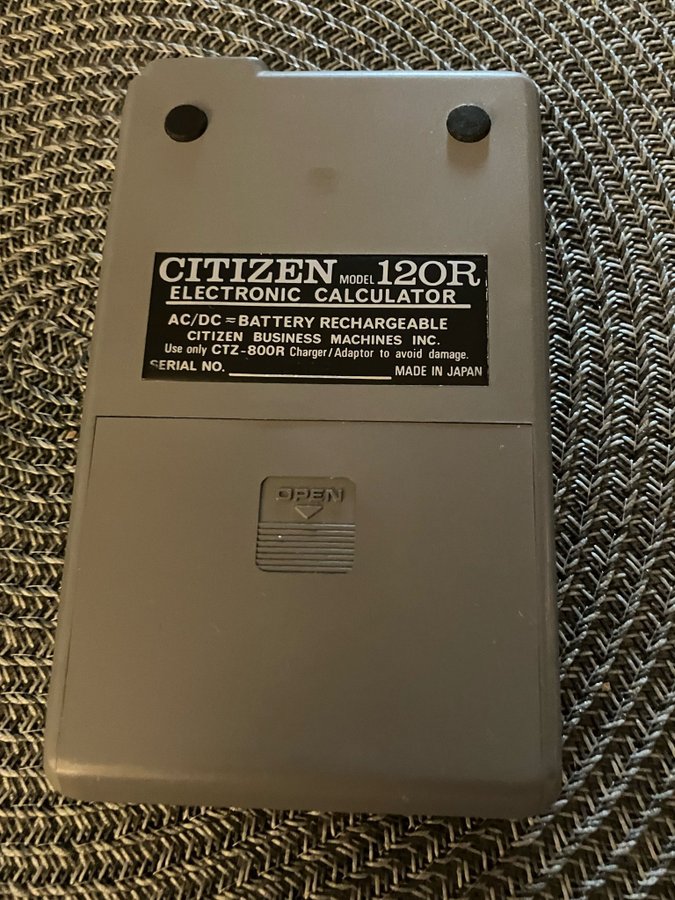 CITIZEN MODEL 120R
ELECTRONIC CALCULATOR
AC/DC ≂ BATTERY RECHARGEABLE
CITIZEN BUSINESS MACHINES INC.
Use only CTZ-800R Charger/Adaptor to avoid damage.
SERIAL NO. MADE IN JAPAN
OPEN